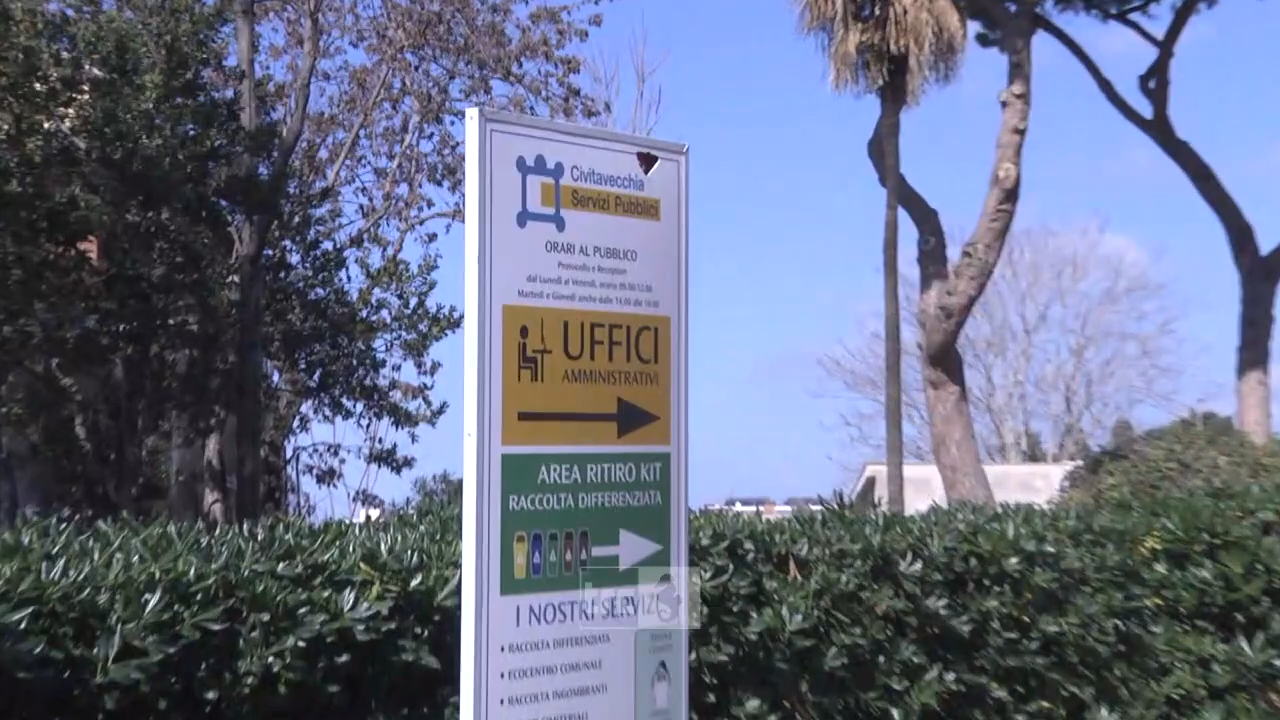 Civitavecchia
Servizi Pubblici
ORARI AL PUBBLICO
Protocollo e Reception
dal Lunedì al Venerdì, orario 09.00-12.00
Martedì e Giovedì anche dalle 14.00 alle 16:00
UFFICI
AMMINISTRATIVI
AREA RITIRO KIT
RACCOLTA DIFFERENZIATA
I NOSTRI SERVIZI
• RACCOLTA DIFFERENZIATA
• ECOCENTRO COMUNALE
• RACCOLTA INGOMBRANTI